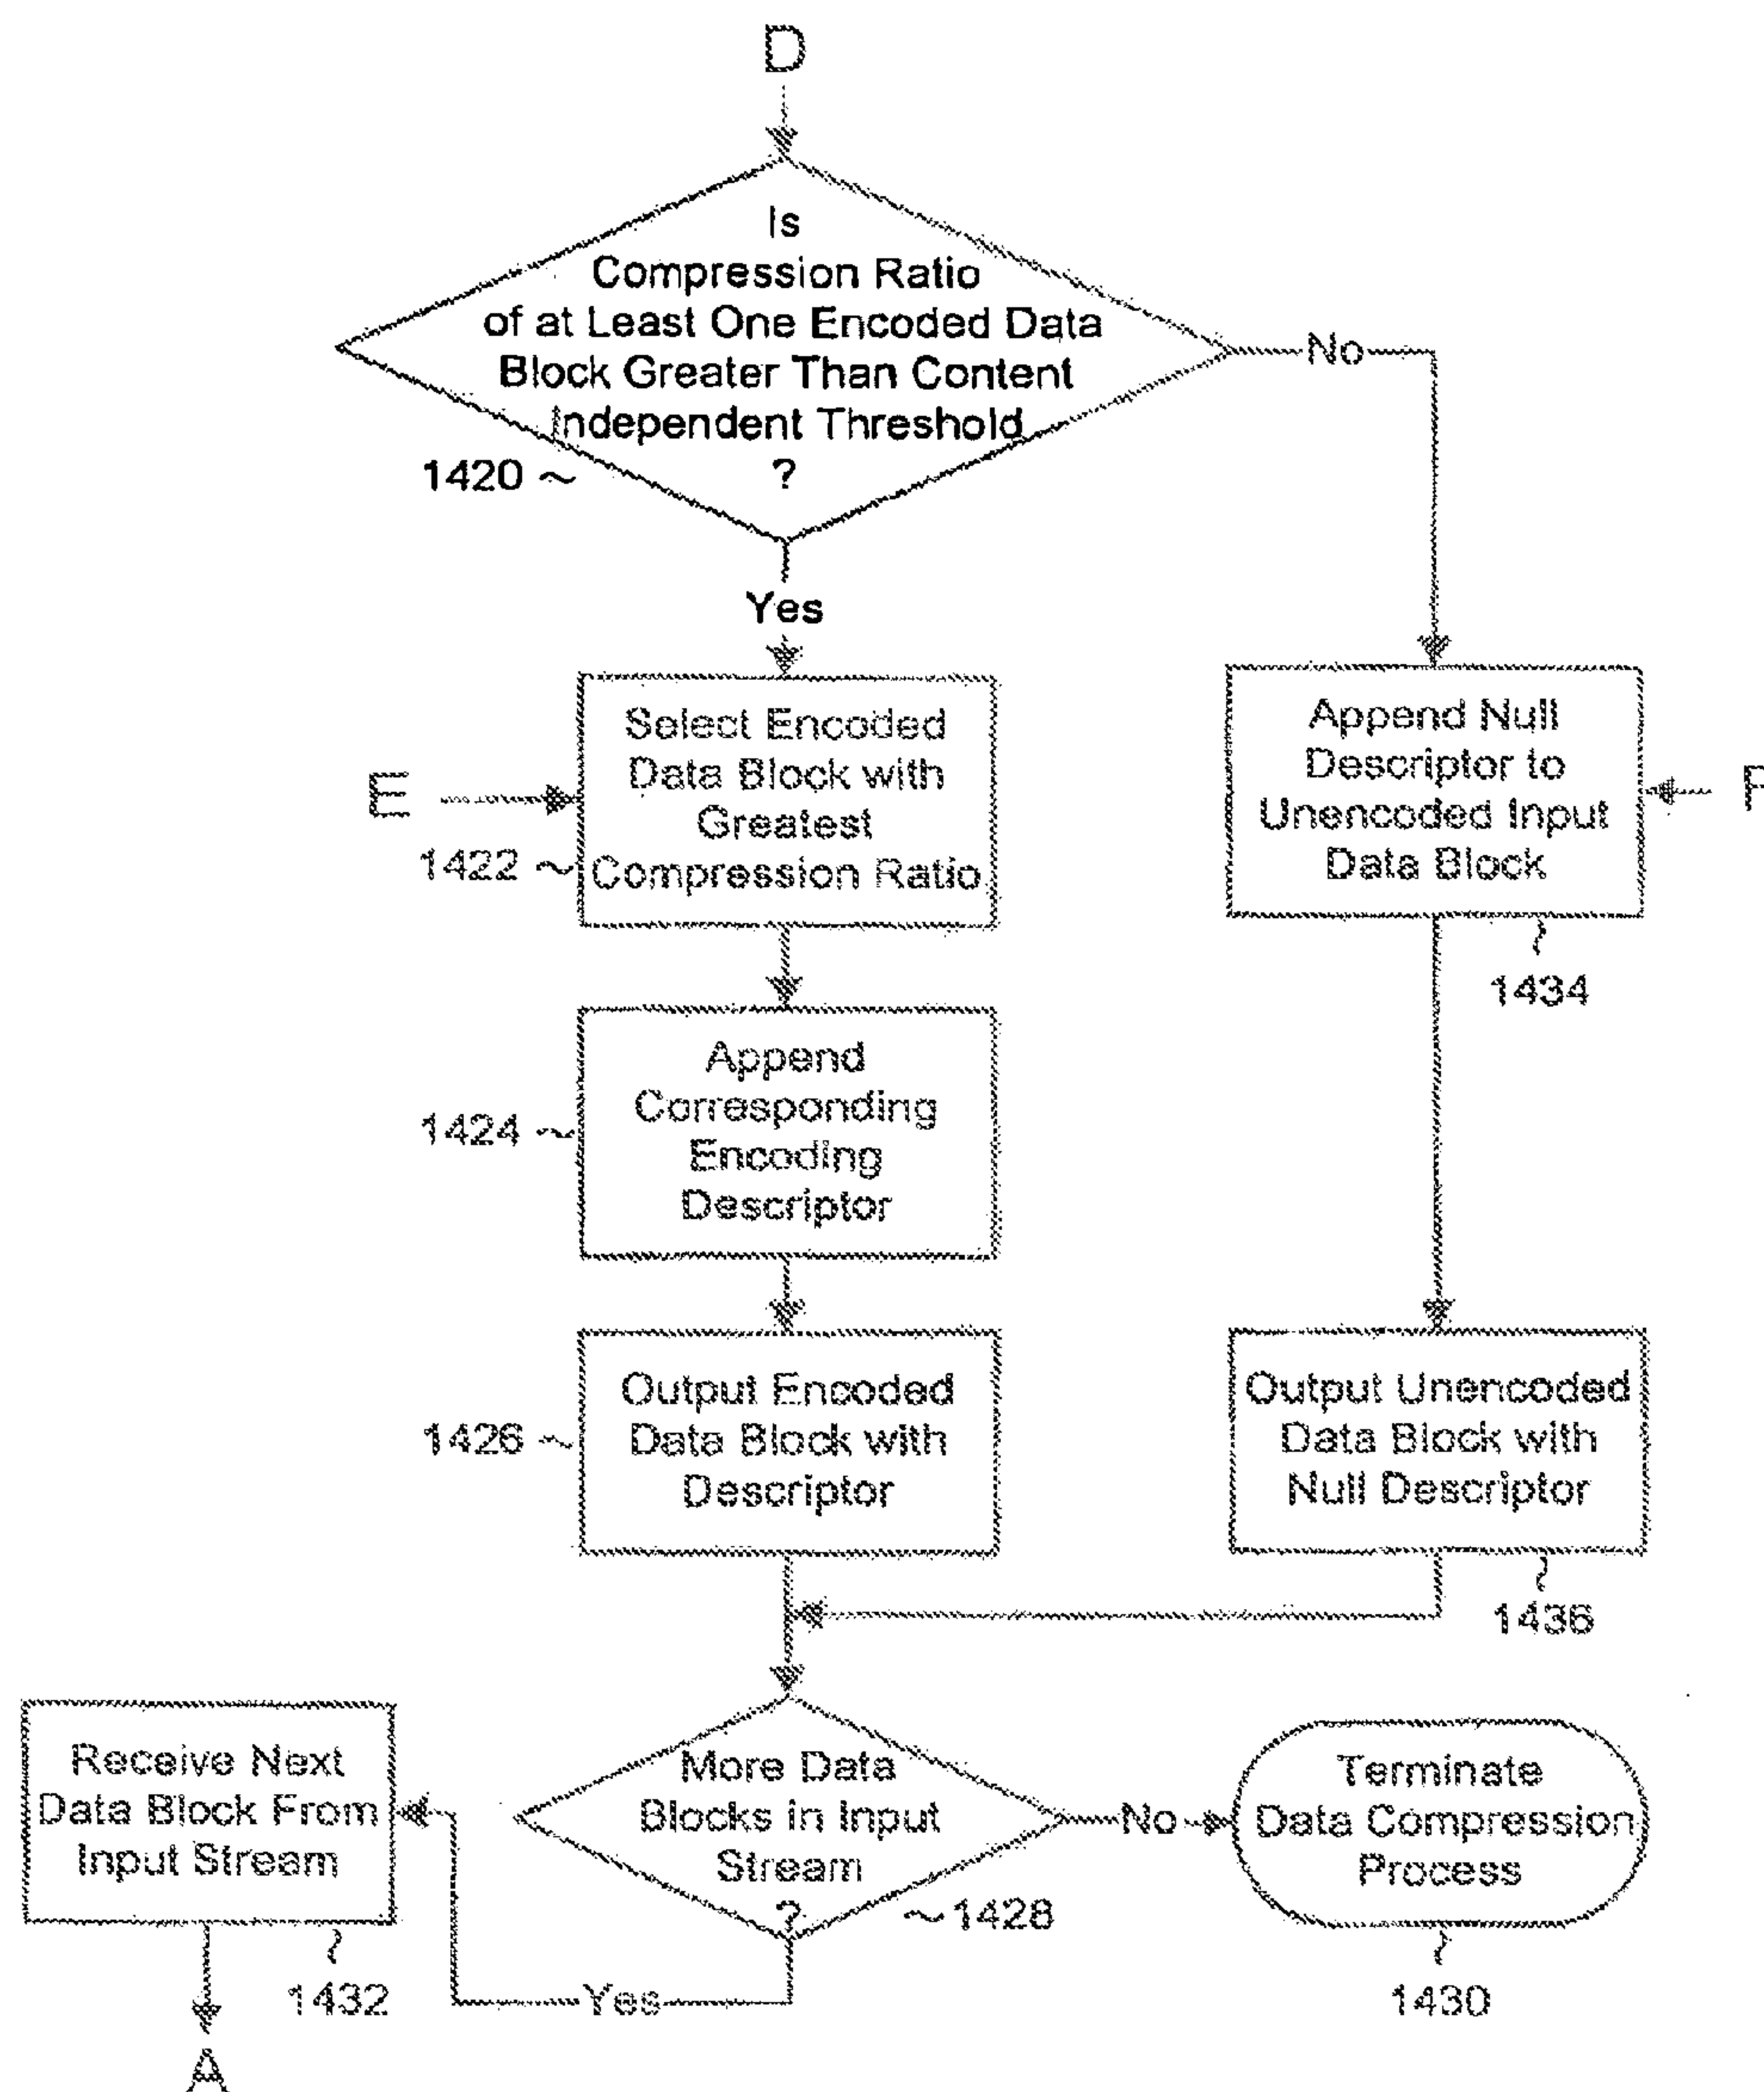 D
Is
Compression Ratio
of at Least One Encoded Data
Block Greater Than Content
Independent Threshold
?
1420
No
Yes
Select Encoded
Data Block with
Greatest
Compression Ratio
E
1422
Append Null
Descriptor to
Unencoded Input
Data Block
1434
Append
Corresponding
Encoding
Descriptor
1424
Output Encoded
Data Block with
Descriptor
1426
Output Unencoded
Data Block with
Null Descriptor
1436
Receive Next
Data Block From
Input Stream
1432
More Data
Blocks in Input
Stream
?
1428
No
Terminate
Data Compression
Process
1430
Yes
A